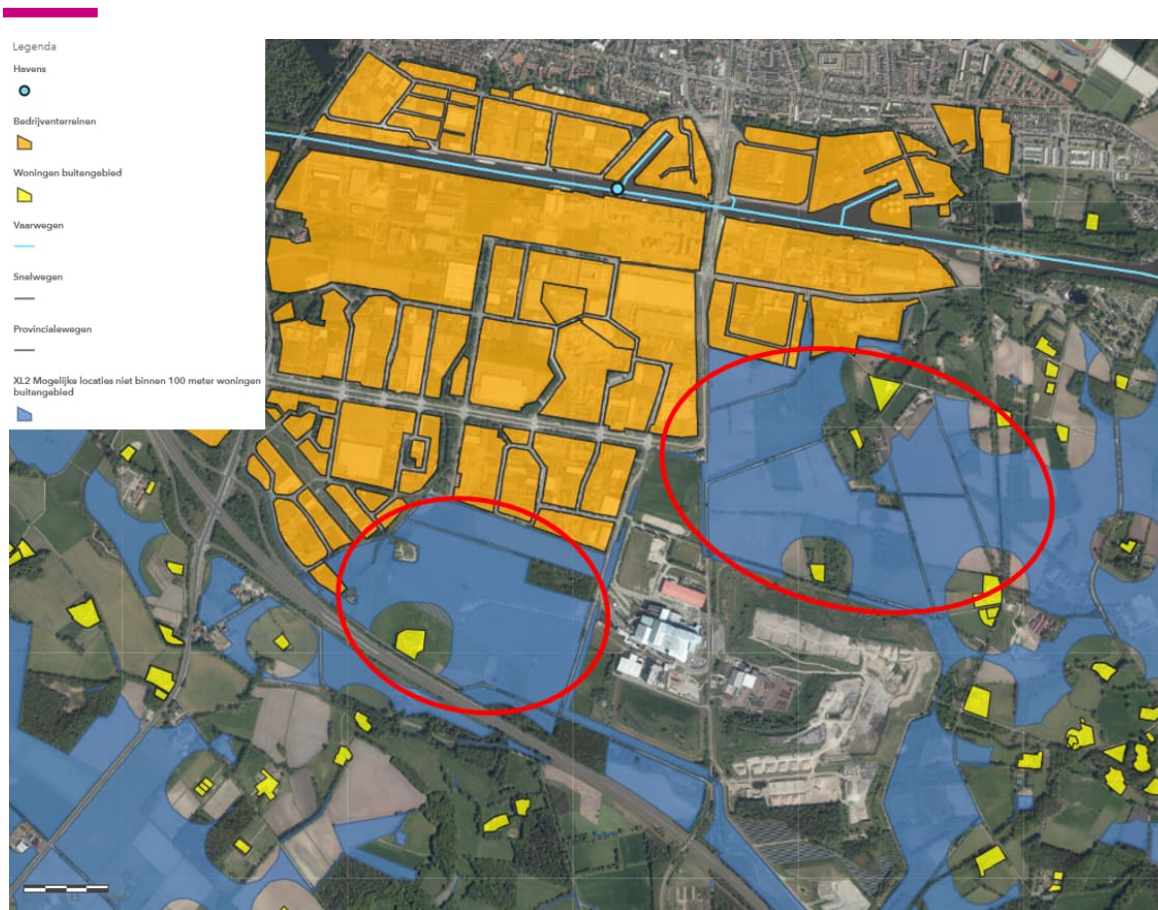 Legenda
Havens
Bedrijventerreinen
Woningen buitengebied
Vaarwegen
Snelwegen
Provincialewegen
XL2 Mogelijke locaties niet binnen 100 meter woningen
buitengebied